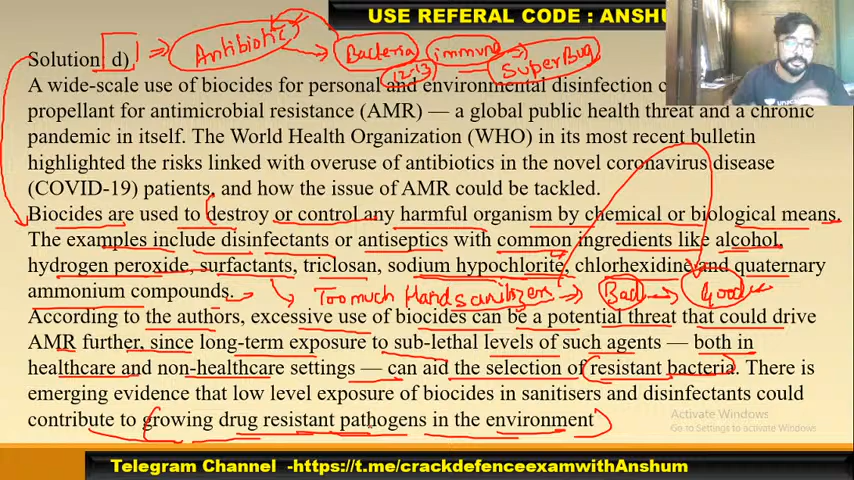 USE REFERAL CODE : ANSHUM
Antibiotic
Bacteria immune
12-13 SuperBug
Solution d)
A wide-scale use of biocides for personal and environmental disinfection c
propellant for antimicrobial resistance (AMR) — a global public health threat and a chronic
pandemic in itself. The World Health Organization (WHO) in its most recent bulletin
highlighted the risks linked with overuse of antibiotics in the novel coronavirus disease
(COVID-19) patients, and how the issue of AMR could be tackled.
Biocides are used to destroy or control any harmful organism by chemical or biological means.
The examples include disinfectants or antiseptics with common ingredients like alcohol,
hydrogen peroxide, surfactants, triclosan, sodium hypochlorite, chlorhexidine and quaternary
ammonium compounds.
Too much Hand sanitizers Bad Good
According to the authors, excessive use of biocides can be a potential threat that could drive
AMR further, since long-term exposure to sub-lethal levels of such agents — both in
healthcare and non-healthcare settings — can aid the selection of resistant bacteria. There is
emerging evidence that low level exposure of biocides in sanitisers and disinfectants could
contribute to growing drug resistant pathogens in the environment
Activate Windows
Go to Settings to activate Windows.
Telegram Channel -https://t.me/crackdefenceexamwithAnshum